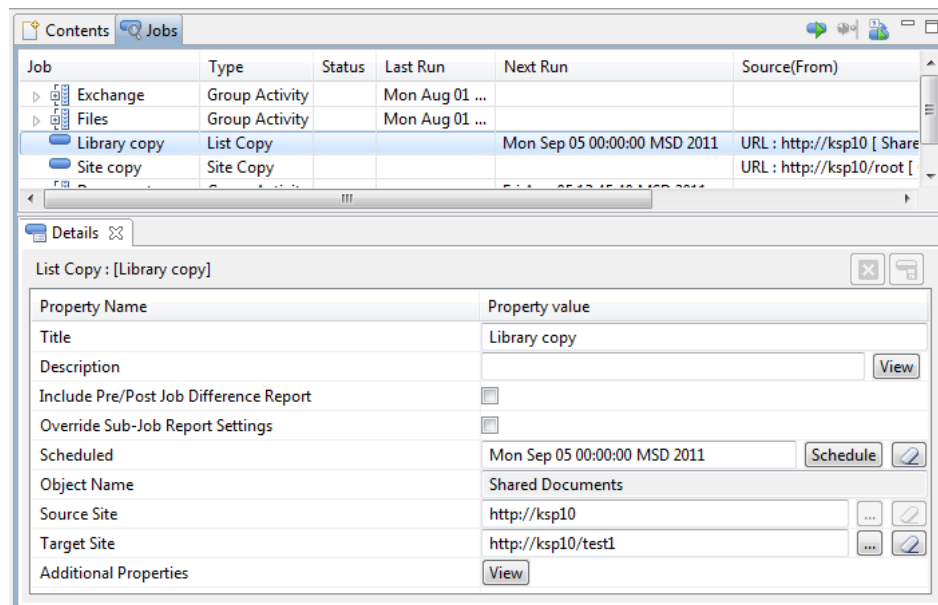 Contents Jobs
Job Type Status Last Run Next Run Source(From)
Exchange Group Activity Mon Aug 01 ...
Files Group Activity Mon Aug 01 ...
Library copy List Copy Mon Sep 05 00:00:00 MSD 2011 URL : http://ksp10 [ Share
Site copy Site Copy URL : http://ksp10/root [
Details
List Copy : [Library copy]
Property Name Property value
Title Library copy
Description View
Include Pre/Post Job Difference Report
Override Sub-Job Report Settings
Scheduled Mon Sep 05 00:00:00 MSD 2011 Schedule
Object Name Shared Documents
Source Site http://ksp10 ...
Target Site http://ksp10/test1 ...
Additional Properties View